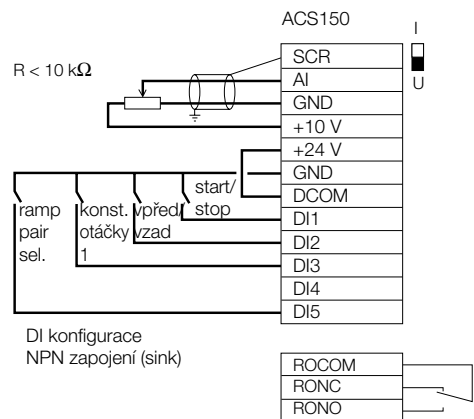 ACS150
I
U
R < 10 kΩ
SCR
AI
GND
+10 V
+24 V
GND
DCOM
DI1
DI2
DI3
DI4
DI5
ramp
pair
sel.
konst.
otáčky
1
vpřed/
vzad
start/
stop
DI konfigurace
NPN zapojení (sink)
ROCOM
RONC
RONO